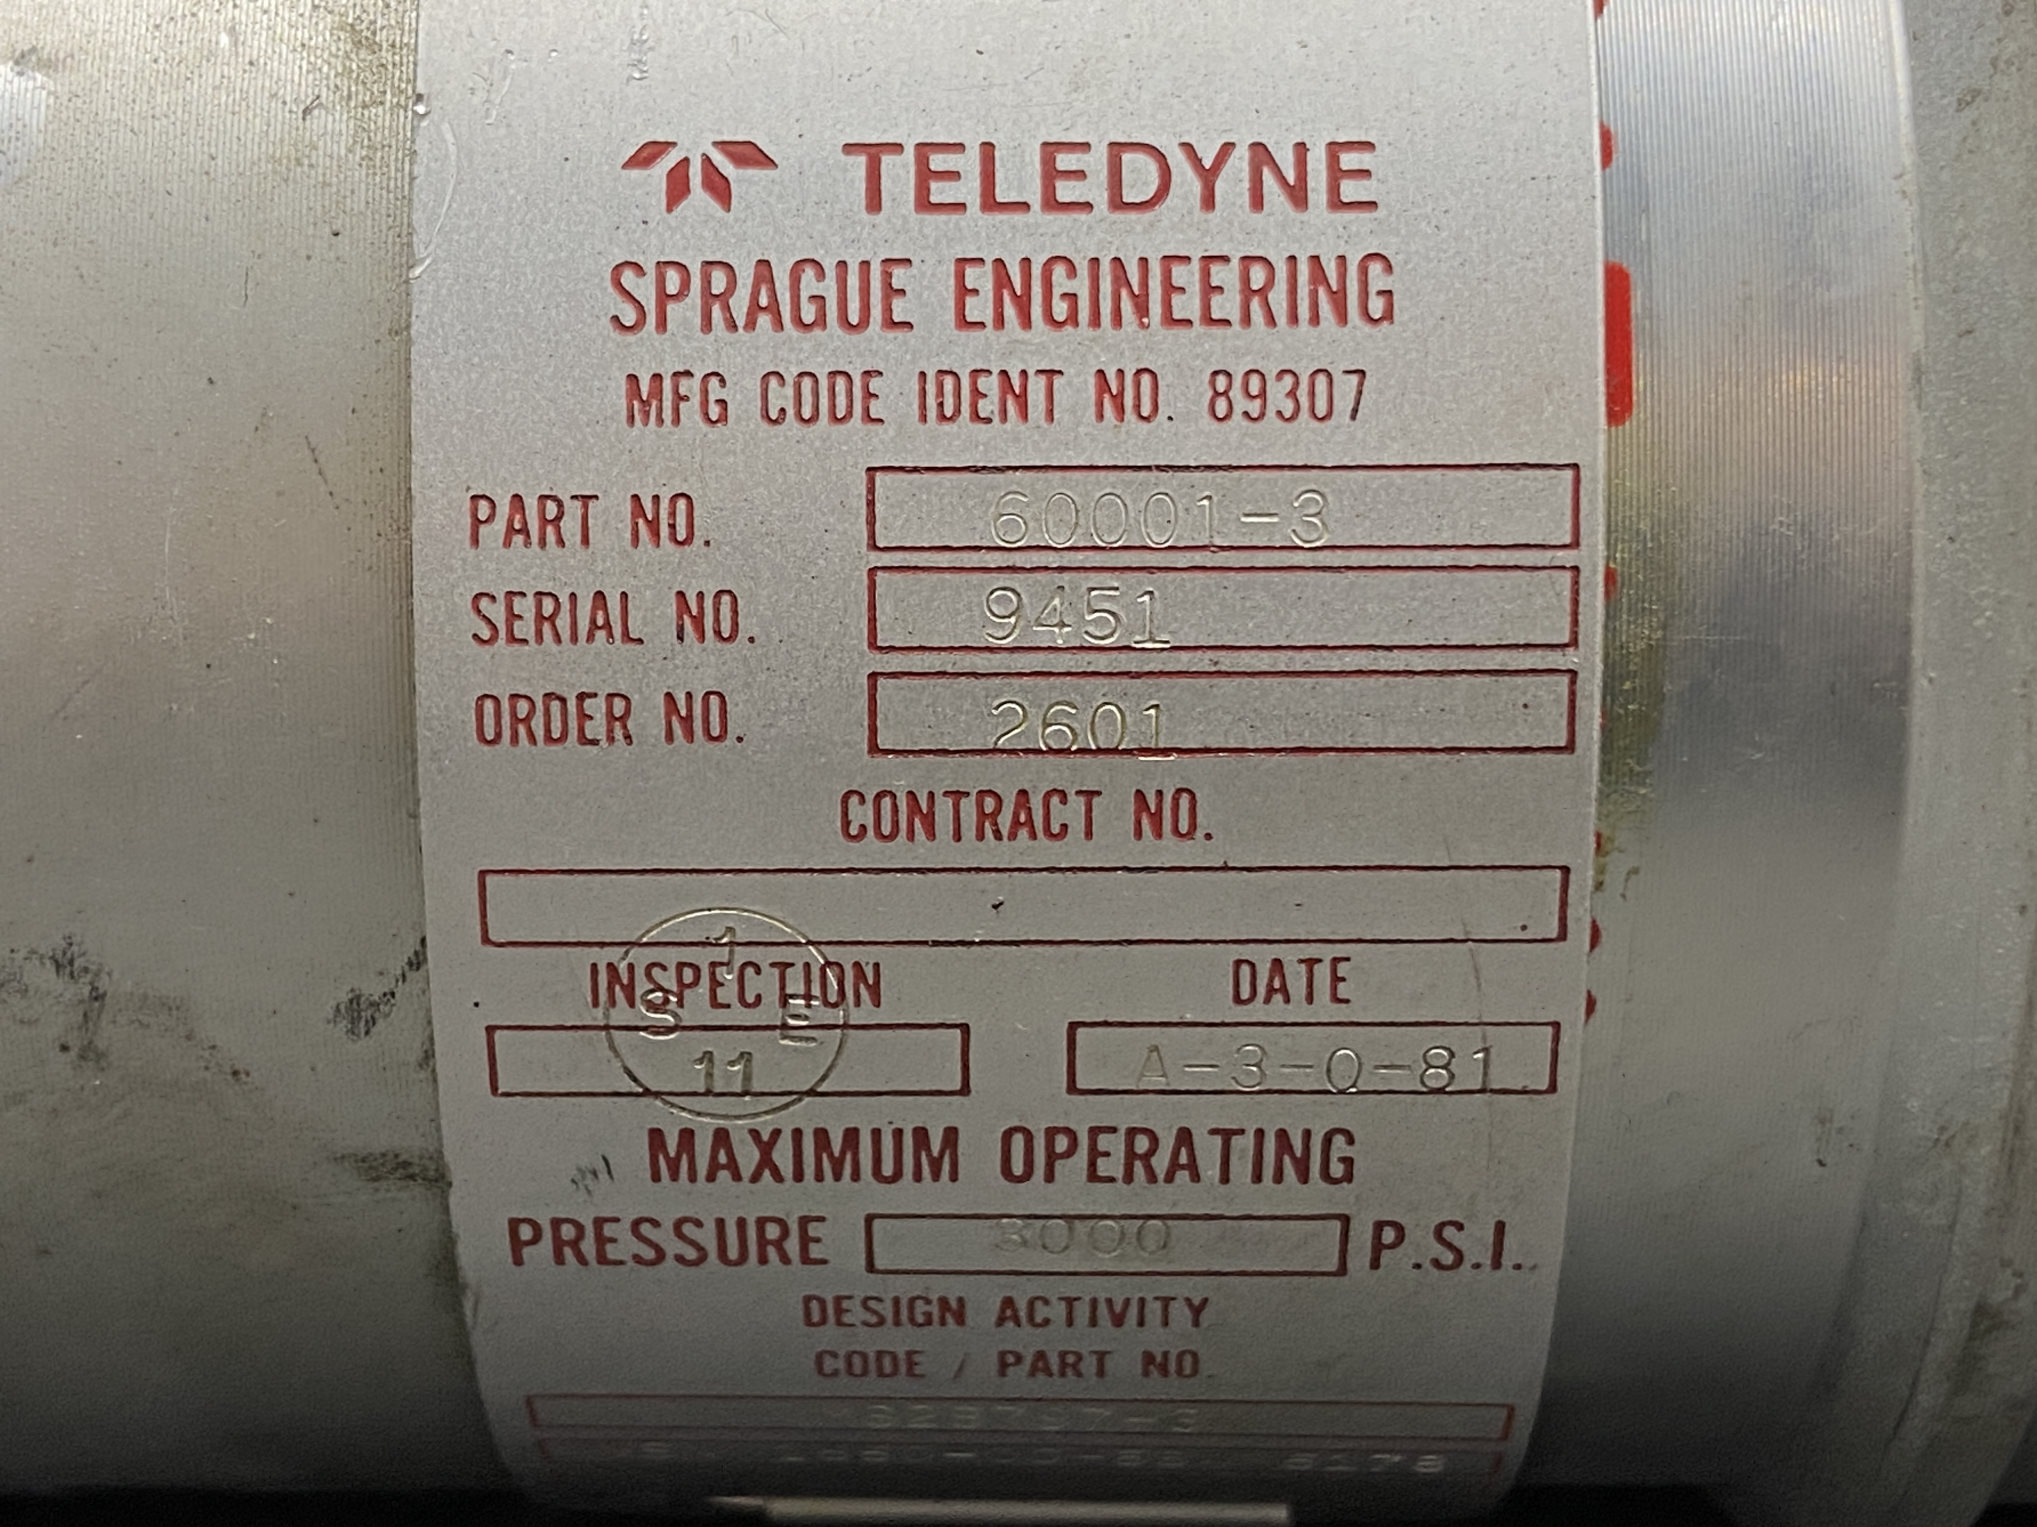 TELEDYNE
SPRAGUE ENGINEERING
MFG CODE IDENT NO. 89307
PART NO. 60001-3
SERIAL NO. 9451
ORDER NO. 2601
CONTRACT NO.
1
INSPECTION DATE
S E
11 A-3-Q-81
MAXIMUM OPERATING
PRESSURE 3000 P.S.I.
DESIGN ACTIVITY
CODE / PART NO.